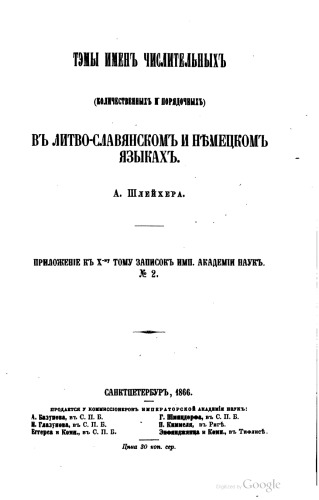 ТЭМЫ ИМЕНЪ ЧИСЛИТЕЛЬНЫХЪ
(КОЛИЧЕСТВЕННЫХЪ И ПОРЯДОЧНЫХЪ)
ВЪ ЛИТВО-СЛАВЯНСКОМЪ И НѢМЕЦКОМЪ
ЯЗЫКАХЪ.
А. ШЛЕЙХЕРА.
ПРИЛОЖЕНІЕ КЪ Х-му ТОМУ ЗАПИСОКЪ ИМП. АКАДЕМІИ НАУКЪ.
№ 2.
САНКТПЕТЕРБУРЪ, 1866.
ПРОДАЕТСЯ У КОММИССІОНЕРОВЪ ИМПЕРАТОРСКОЙ АКАДЕМІИ НАУКЪ:
А. Базунова, въ С. П. Б.
И. Глазунова, въ С. П. Б.
Эггерса и Комп., въ С. П. Б.
Г. Шмицдорфа, въ С. П. Б.
Н. Киммеля, въ Ригѣ.
Энфяджянца и Комп., въ Тифлисѣ.
Цѣна 20 коп. сер.
Digitized by Google